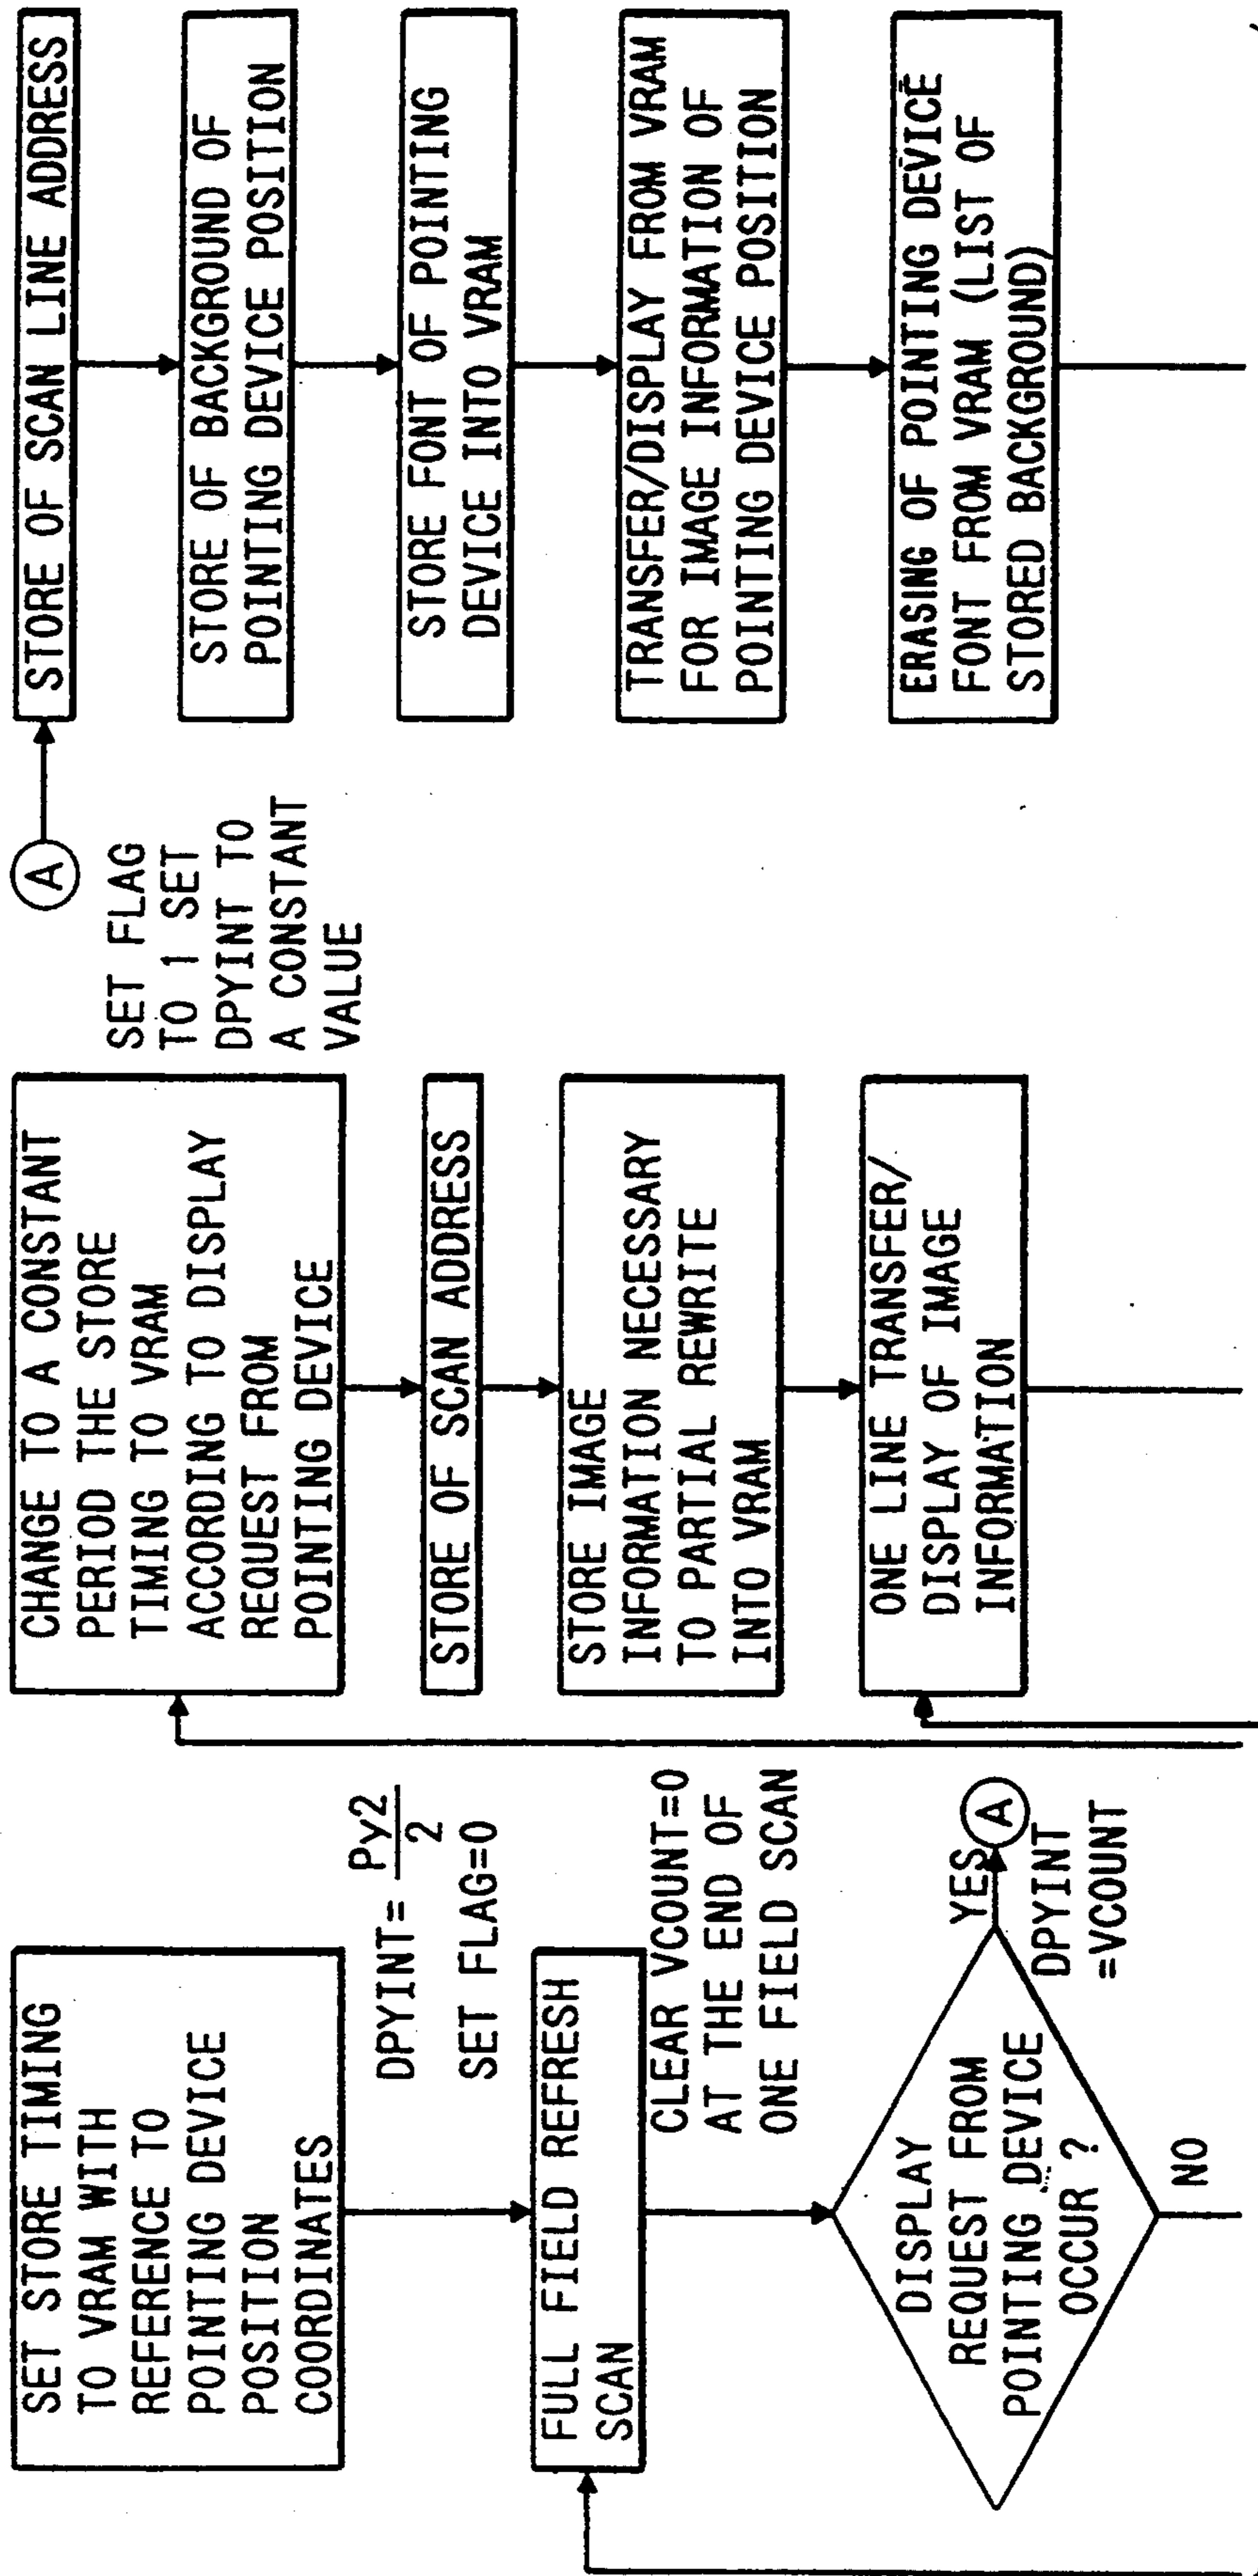 SET STORE TIMING
TO VRAM WITH
REFERENCE TO
POINTING DEVICE
POSITION
COORDINATES
DPYINT= Py2
2
SET FLAG=0
FULL FIELD REFRESH
SCAN
CLEAR VCOUNT=0
AT THE END OF
ONE FIELD SCAN
DISPLAY
REQUEST FROM
POINTING DEVICE
OCCUR ?
YES
A
DPYINT
=VCOUNT
NO
CHANGE TO A CONSTANT
PERIOD THE STORE
TIMING TO VRAM
ACCORDING TO DISPLAY
REQUEST FROM
POINTING DEVICE
SET FLAG
TO 1 SET
DPYINT TO
A CONSTANT
VALUE
STORE OF SCAN ADDRESS
STORE IMAGE
INFORMATION NECESSARY
TO PARTIAL REWRITE
INTO VRAM
ONE LINE TRANSFER/
DISPLAY OF IMAGE
INFORMATION
A
STORE OF SCAN LINE ADDRESS
STORE OF BACKGROUND OF
POINTING DEVICE POSITION
STORE FONT OF POINTING
DEVICE INTO VRAM
TRANSFER/DISPLAY FROM VRAM
FOR IMAGE INFORMATION OF
POINTING DEVICE POSITION
ERASING OF POINTING DEVICE
FONT FROM VRAM (LIST OF
STORED BACKGROUND)